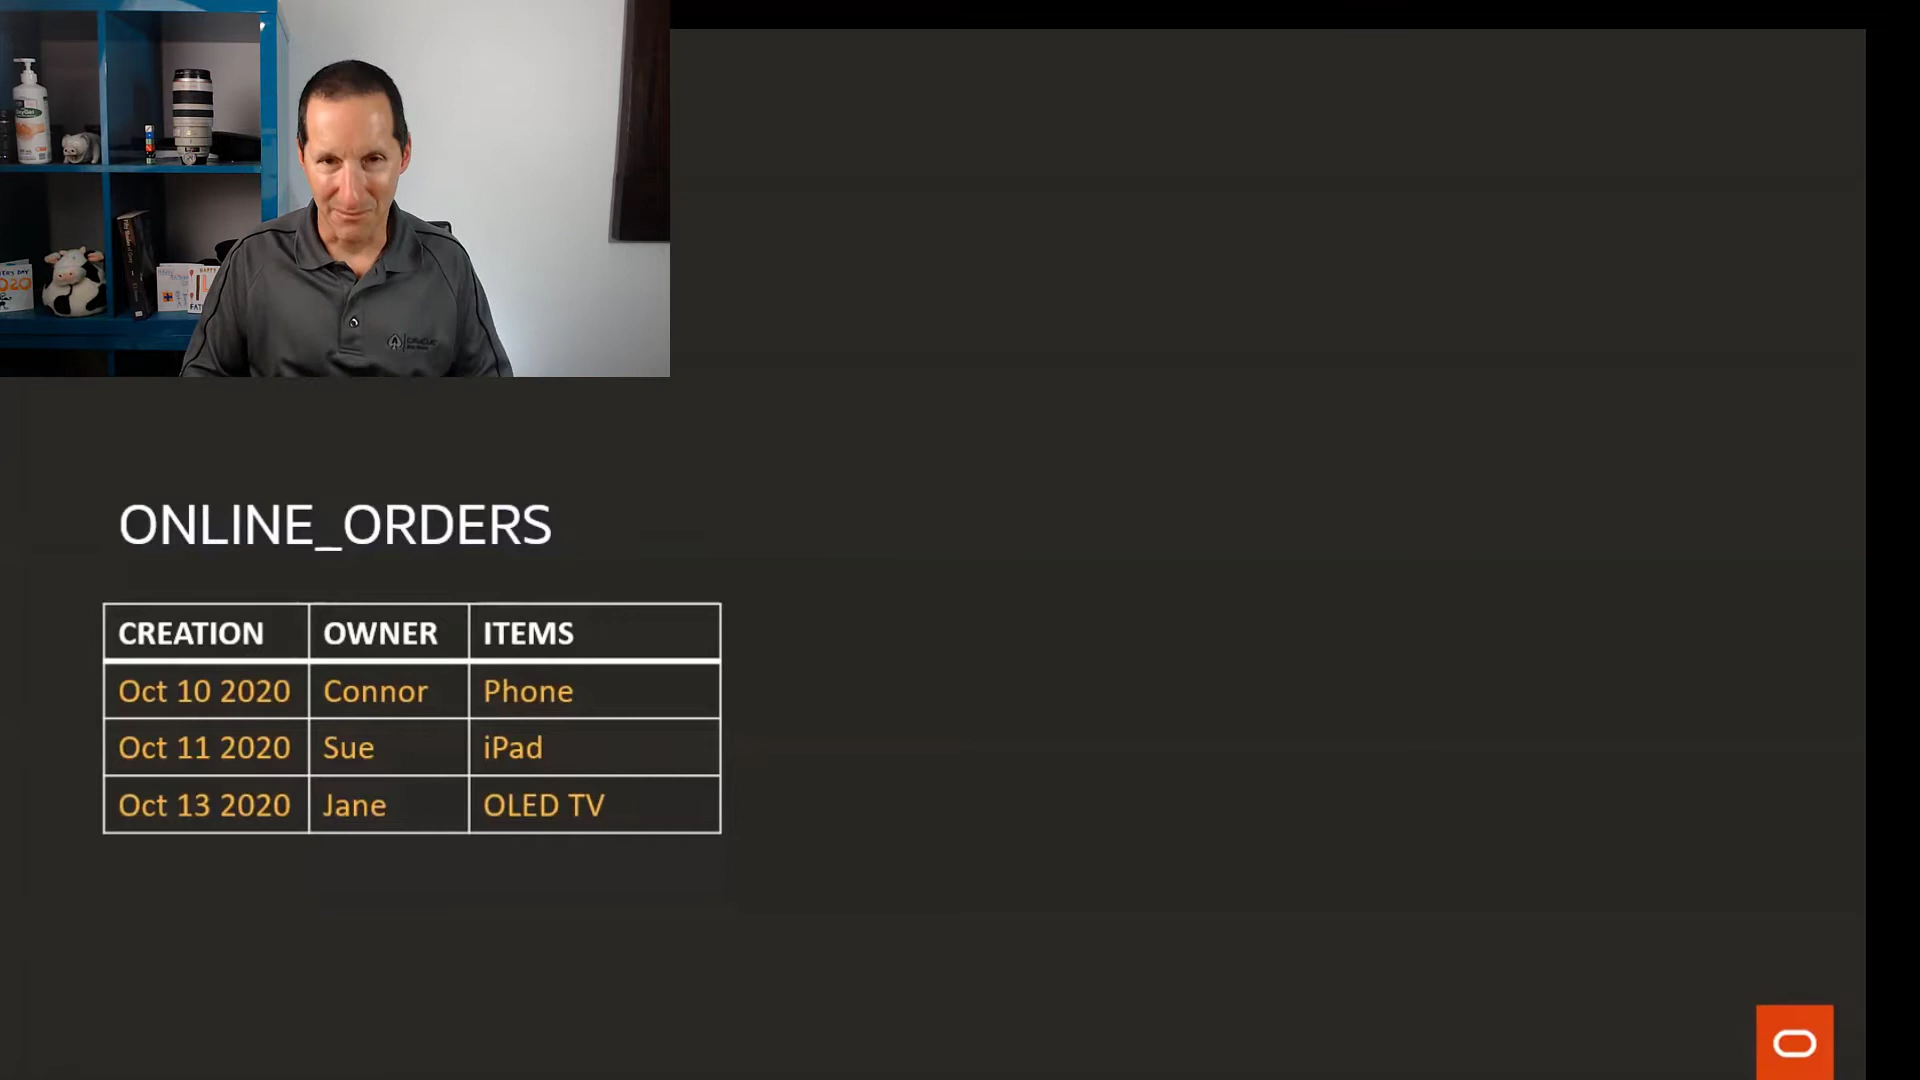 ONLINE_ORDERS
CREATION OWNER ITEMS
Oct 10 2020 Connor Phone
Oct 11 2020 Sue iPad
Oct 13 2020 Jane OLED TV